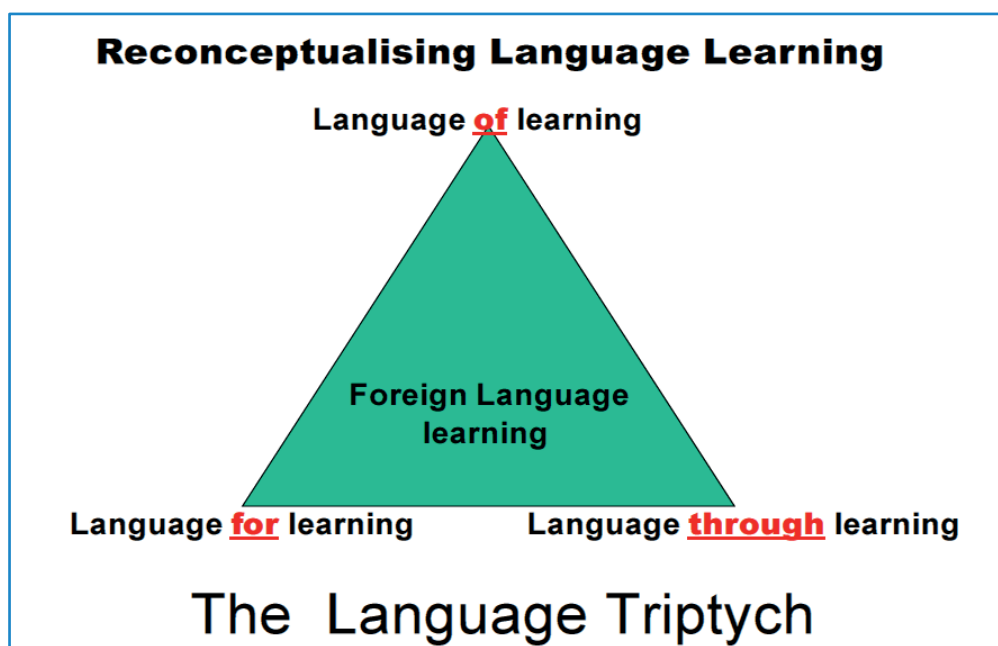 Reconceptualising Language Learning
Language of learning
Foreign Language
learning
Language for learning
Language through learning
The Language Triptych